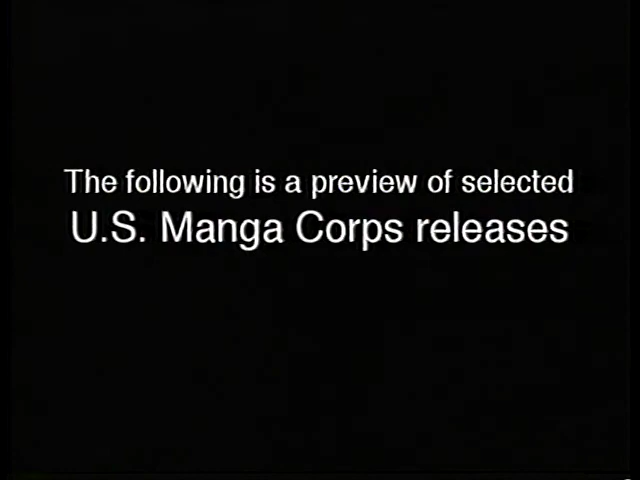 The following is a preview of selected
U.S. Manga Corps releases